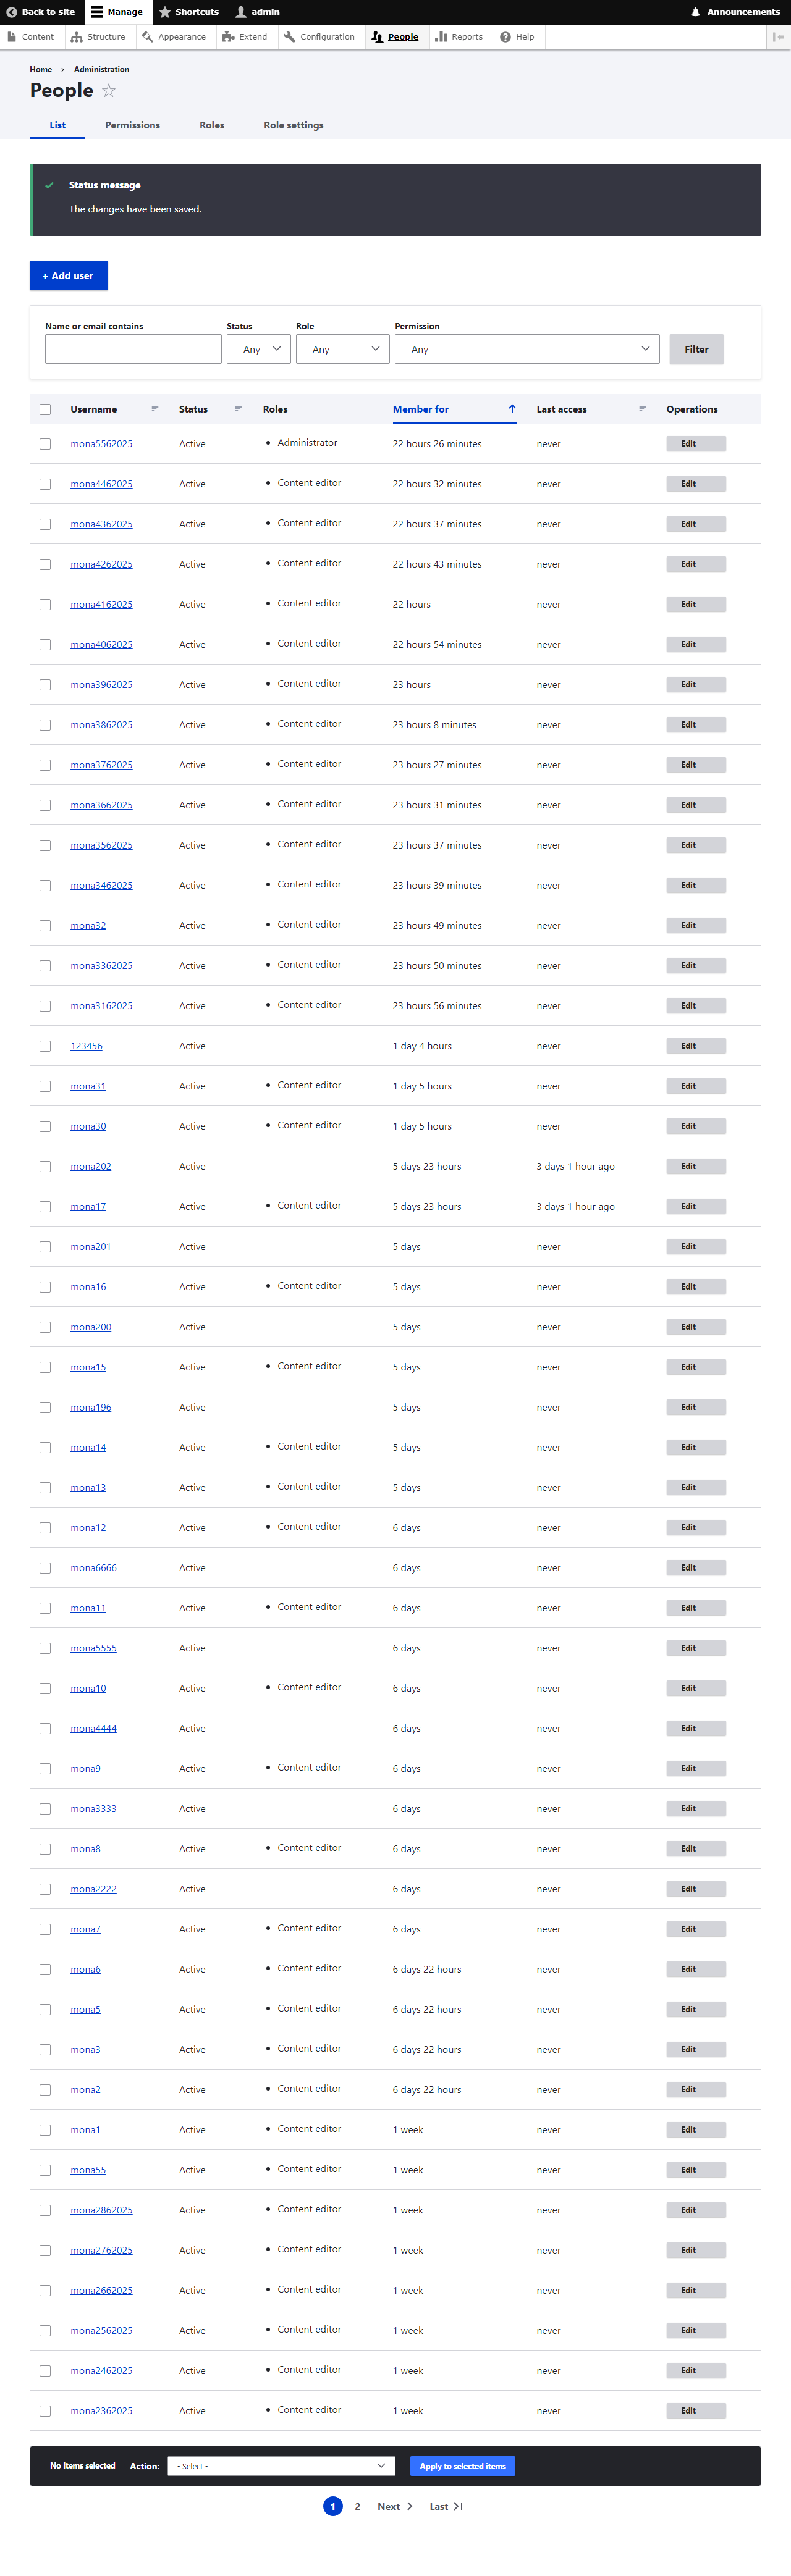 Back to site Manage Shortcuts admin Announcements
Content Structure Appearance Extend Configuration People Reports Help
Home › Administration
People
List Permissions Roles Role settings
Status message
The changes have been saved.
+ Add user
Name or email contains Status Role Permission
- Any - - Any - - Any - Filter
Username Status Roles Member for Last access Operations
mona5562025 Active • Administrator 22 hours 26 minutes never Edit
mona4462025 Active • Content editor 22 hours 32 minutes never Edit
mona4362025 Active • Content editor 22 hours 37 minutes never Edit
mona4262025 Active • Content editor 22 hours 43 minutes never Edit
mona4162025 Active • Content editor 22 hours never Edit
mona4062025 Active • Content editor 22 hours 54 minutes never Edit
mona3962025 Active • Content editor 23 hours never Edit
mona3862025 Active • Content editor 23 hours 8 minutes never Edit
mona3762025 Active • Content editor 23 hours 27 minutes never Edit
mona3662025 Active • Content editor 23 hours 31 minutes never Edit
mona3562025 Active • Content editor 23 hours 37 minutes never Edit
mona3462025 Active • Content editor 23 hours 39 minutes never Edit
mona32 Active • Content editor 23 hours 49 minutes never Edit
mona3362025 Active • Content editor 23 hours 50 minutes never Edit
mona3162025 Active • Content editor 23 hours 56 minutes never Edit
123456 Active 1 day 4 hours never Edit
mona31 Active • Content editor 1 day 5 hours never Edit
mona30 Active • Content editor 1 day 5 hours never Edit
mona202 Active 5 days 23 hours 3 days 1 hour ago Edit
mona17 Active • Content editor 5 days 23 hours 3 days 1 hour ago Edit
mona201 Active 5 days never Edit
mona16 Active • Content editor 5 days never Edit
mona200 Active 5 days never Edit
mona15 Active • Content editor 5 days never Edit
mona196 Active 5 days never Edit
mona14 Active • Content editor 5 days never Edit
mona13 Active • Content editor 5 days never Edit
mona12 Active • Content editor 6 days never Edit
mona6666 Active 6 days never Edit
mona11 Active • Content editor 6 days never Edit
mona5555 Active 6 days never Edit
mona10 Active • Content editor 6 days never Edit
mona4444 Active 6 days never Edit
mona9 Active • Content editor 6 days never Edit
mona3333 Active 6 days never Edit
mona8 Active • Content editor 6 days never Edit
mona2222 Active 6 days never Edit
mona7 Active • Content editor 6 days never Edit
mona6 Active • Content editor 6 days 22 hours never Edit
mona5 Active • Content editor 6 days 22 hours never Edit
mona3 Active • Content editor 6 days 22 hours never Edit
mona2 Active • Content editor 6 days 22 hours never Edit
mona1 Active • Content editor 1 week never Edit
mona55 Active • Content editor 1 week never Edit
mona2862025 Active • Content editor 1 week never Edit
mona2762025 Active • Content editor 1 week never Edit
mona2662025 Active • Content editor 1 week never Edit
mona2562025 Active • Content editor 1 week never Edit
mona2462025 Active • Content editor 1 week never Edit
mona2362025 Active • Content editor 1 week never Edit
No items selected Action: - Select - Apply to selected items
1 2 Next Last